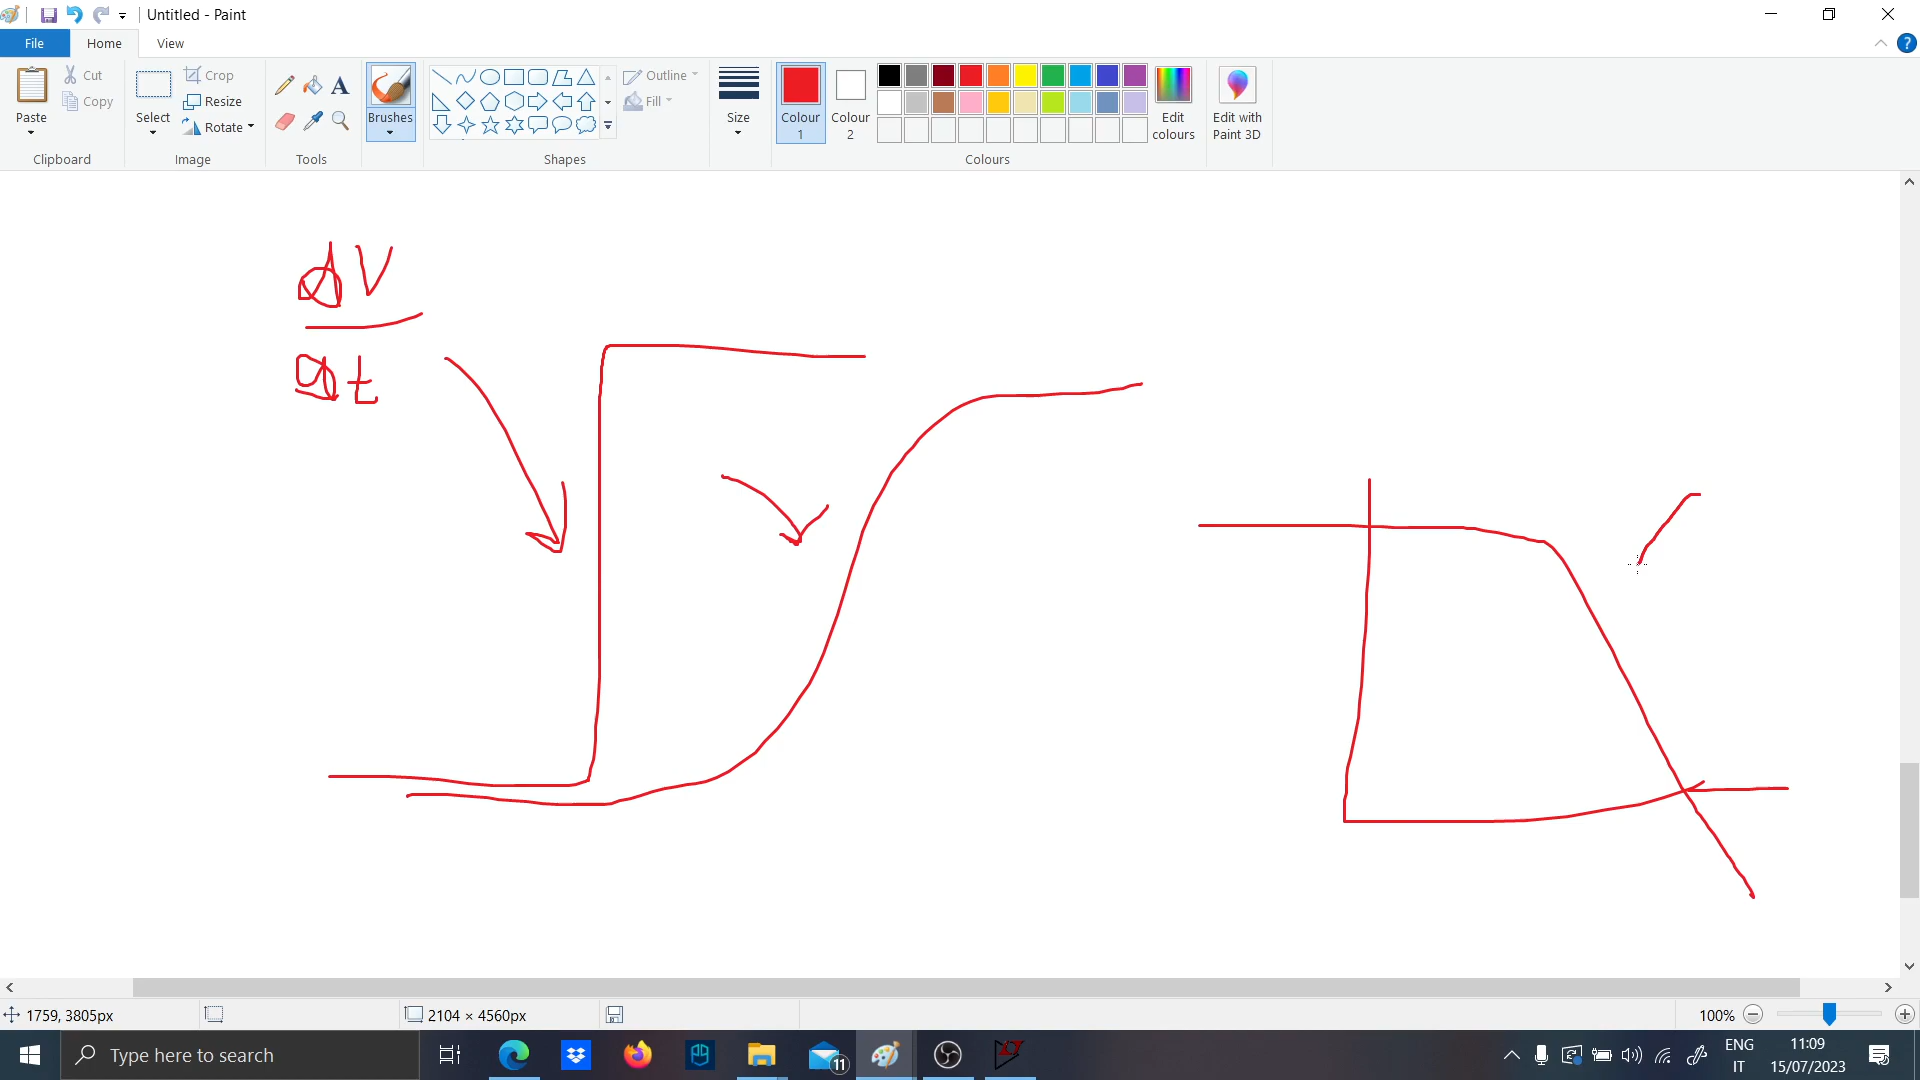 Untitled - Paint
File Home View
Paste
Cut
Copy
Clipboard
Select
Crop
Resize
Rotate
Image
Tools
Brushes
Shapes
Outline
Fill
Size
Colour 1
Colour 2
Edit colours
Colours
Edit with Paint 3D
dV
dt
1759, 3805px
2104 × 4560px
100%
Type here to search
11
XY
ENG
IT
11:09
15/07/2023